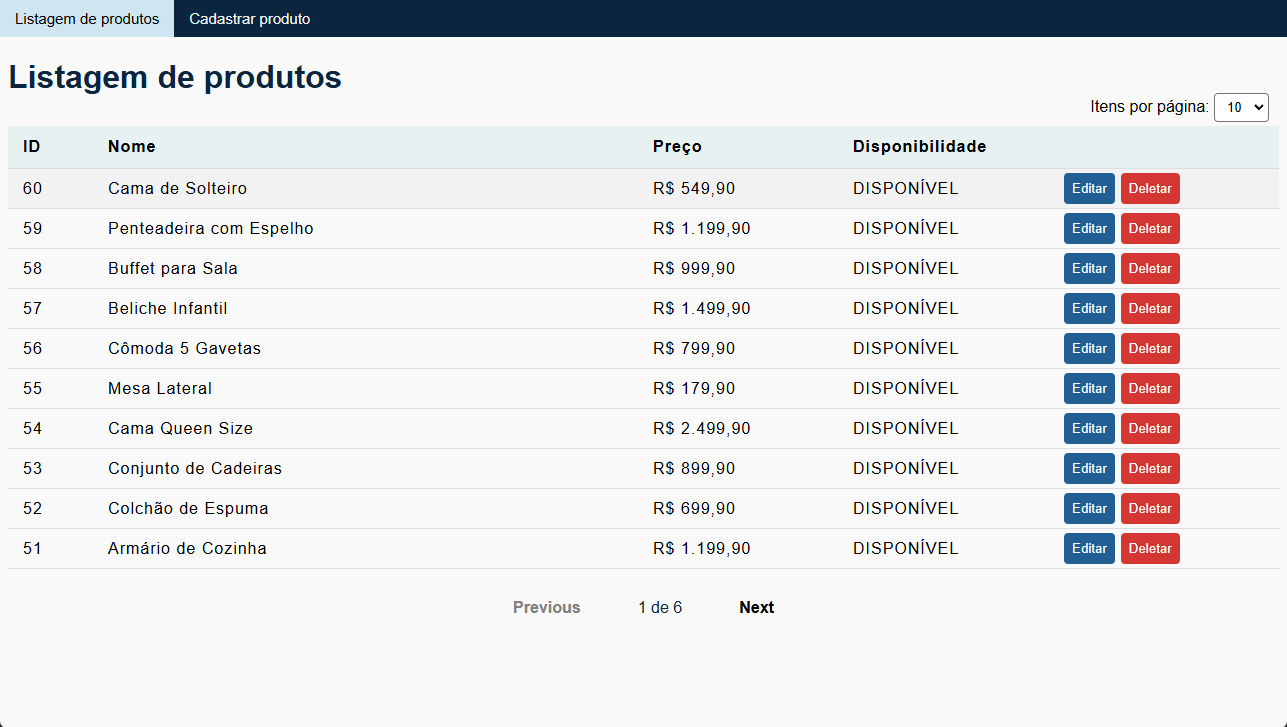 Listagem de produtos Cadastrar produto
Listagem de produtos
Itens por página: 10
ID Nome Preço Disponibilidade
60 Cama de Solteiro R$ 549,90 DISPONÍVEL Editar Deletar
59 Penteadeira com Espelho R$ 1.199,90 DISPONÍVEL Editar Deletar
58 Buffet para Sala R$ 999,90 DISPONÍVEL Editar Deletar
57 Beliche Infantil R$ 1.499,90 DISPONÍVEL Editar Deletar
56 Cômoda 5 Gavetas R$ 799,90 DISPONÍVEL Editar Deletar
55 Mesa Lateral R$ 179,90 DISPONÍVEL Editar Deletar
54 Cama Queen Size R$ 2.499,90 DISPONÍVEL Editar Deletar
53 Conjunto de Cadeiras R$ 899,90 DISPONÍVEL Editar Deletar
52 Colchão de Espuma R$ 699,90 DISPONÍVEL Editar Deletar
51 Armário de Cozinha R$ 1.199,90 DISPONÍVEL Editar Deletar
Previous 1 de 6 Next